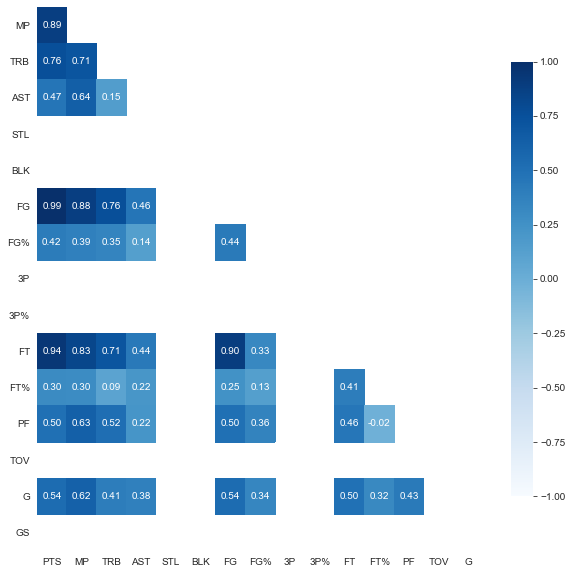 MP 0.89
TRB 0.76 0.71
AST 0.47 0.64 0.15
STL
BLK
FG 0.99 0.88 0.76 0.46
FG% 0.42 0.39 0.35 0.14 0.44
3P
3P%
FT 0.94 0.83 0.71 0.44 0.90 0.33
FT% 0.30 0.30 0.09 0.22 0.25 0.13 0.41
PF 0.50 0.63 0.52 0.22 0.50 0.36 0.46 -0.02
TOV
G 0.54 0.62 0.41 0.38 0.54 0.34 0.50 0.32 0.43
GS
PTS MP TRB AST STL BLK FG FG% 3P 3P% FT FT% PF TOV G
1.00
0.75
0.50
0.25
0.00
−0.25
−0.50
−0.75
−1.00